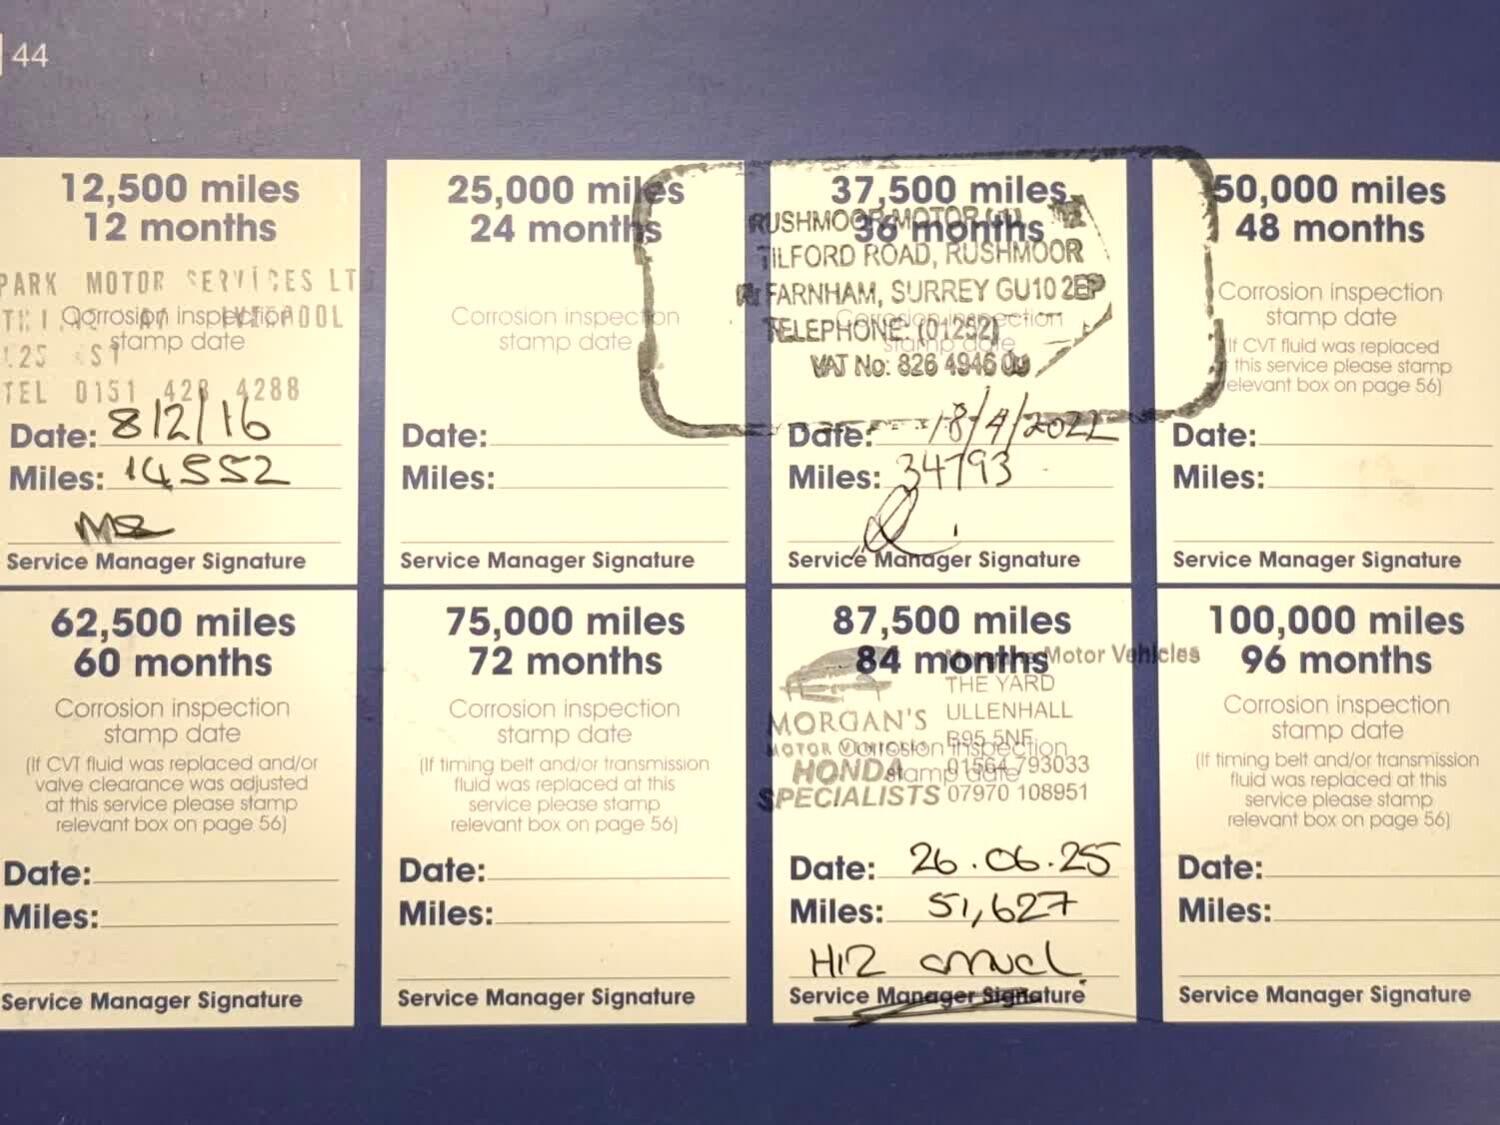 44
12,500 miles
12 months
PARK MOTOR SERVICES LT
Corrosion inspection
stamp date
TEL 0151 428 4288
Date: 8/2/16
Miles: 14552
Service Manager Signature
25,000 miles
24 months
Corrosion inspection
stamp date
Date:
Miles:
Service Manager Signature
37,500 miles
36 months
RUSHMOOR MOTOR
TILFORD ROAD, RUSHMOOR
FARNHAM, SURREY GU10 2EP
TELEPHONE: (01252)
Corrosion inspection
stamp date
VAT No: 826 4946 00
Date: 18/4/2022
Miles: 34793
Service Manager Signature
50,000 miles
48 months
Corrosion inspection
stamp date
(If CVT fluid was replaced
this service please stamp
relevant box on page 56)
Date:
Miles:
Service Manager Signature
62,500 miles
60 months
Corrosion inspection
stamp date
(If CVT fluid was replaced and/or
valve clearance was adjusted
at this service please stamp
relevant box on page 56)
Date:
Miles:
Service Manager Signature
75,000 miles
72 months
Corrosion inspection
stamp date
(If timing belt and/or transmission
fluid was replaced at this
service please stamp
relevant box on page 56)
Date:
Miles:
Service Manager Signature
87,500 miles
84 months
Motor Vehicles
THE YARD
ULLENHALL
B95 5NF
01564 793033
07970 108951
MORGAN'S
MOTOR
HONDA
SPECIALISTS
Corrosion inspection
stamp date
Date: 26.06.25
Miles: 51,627
Service Manager Signature
100,000 miles
96 months
Corrosion inspection
stamp date
(If timing belt and/or transmission
fluid was replaced at this
service please stamp
relevant box on page 56)
Date:
Miles:
Service Manager Signature